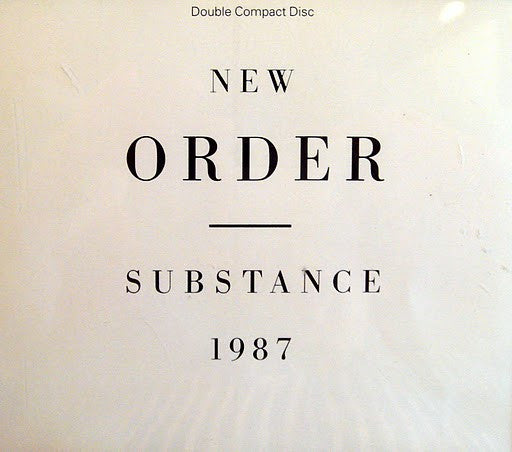 Double Compact Disc
NEW
ORDER
SUBSTANCE
1987